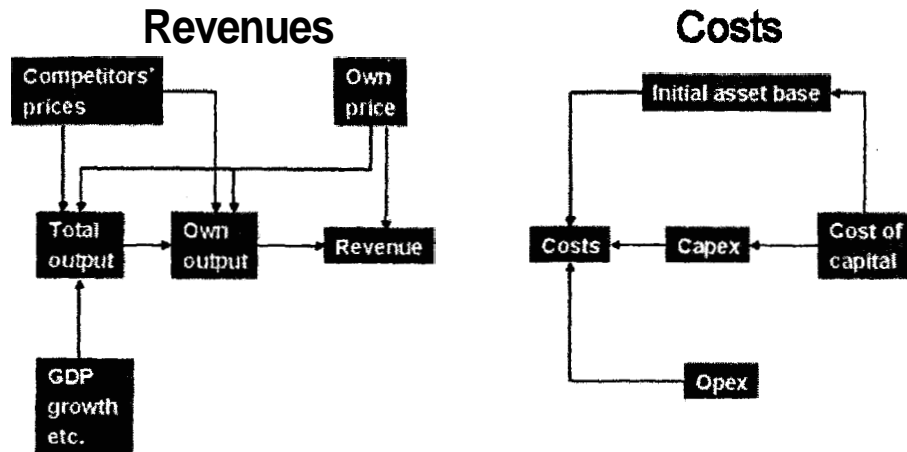 Revenues
Costs
Competitors'
prices
Own
price
Total
output
Own
output
Revenue
GDP
growth
etc.
Initial asset base
Costs
Capex
Cost of
capital
Opex